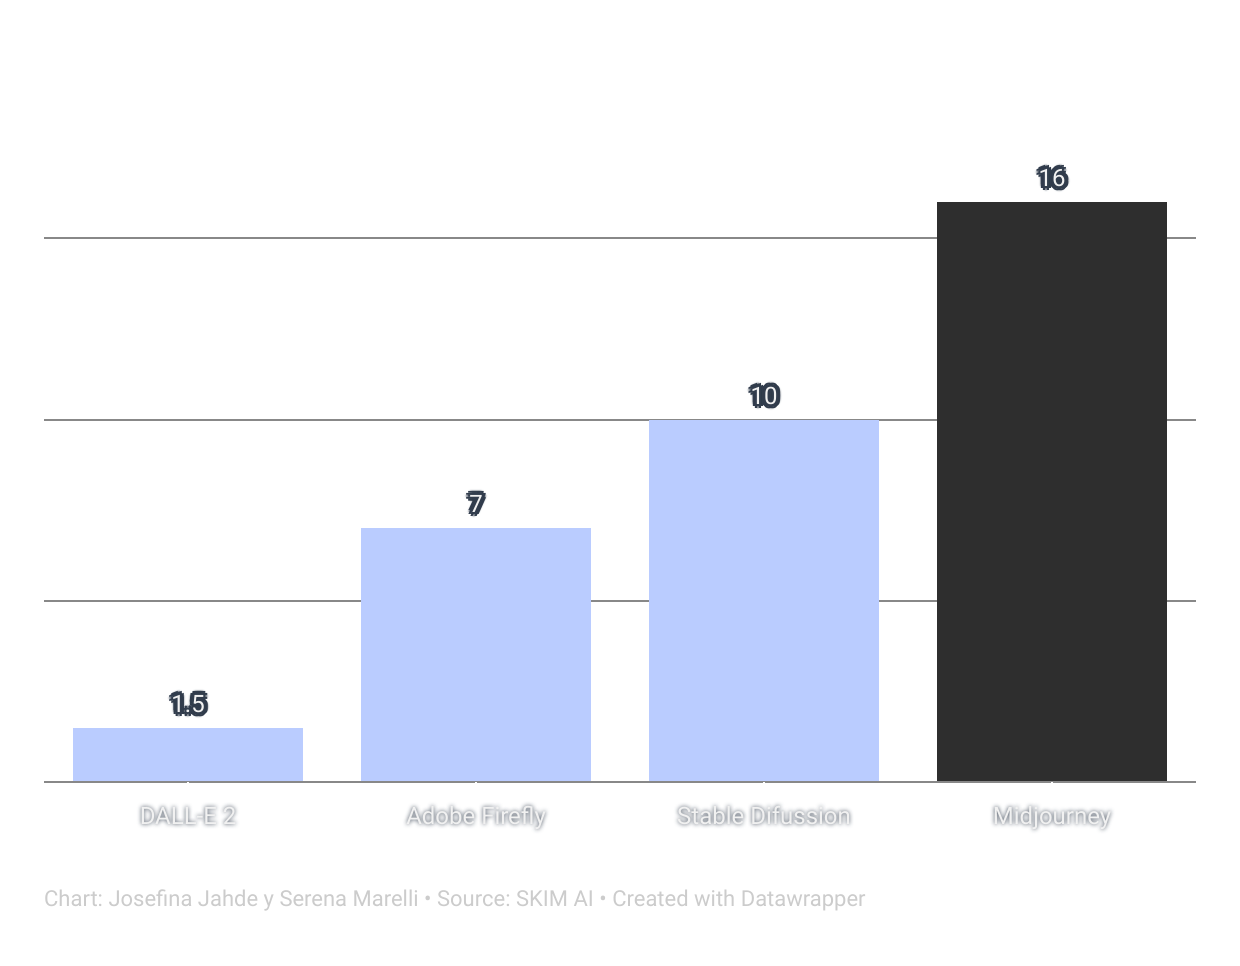 16
10
7
1.5
DALL-E 2 Adobe Firefly Stable Difussion Midjourney
Chart: Josefina Jahde y Serena Marelli • Source: SKIM AI • Created with Datawrapper